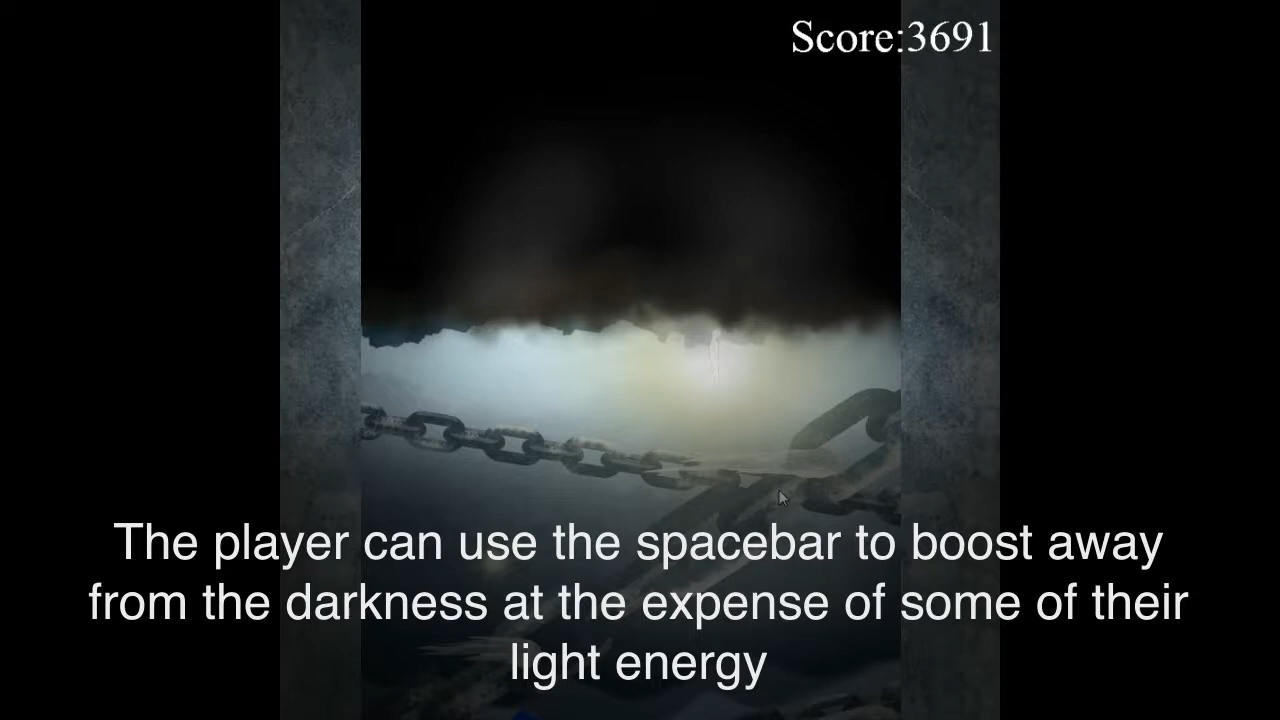 Score:3691
The player can use the spacebar to boost away
from the darkness at the expense of some of their
light energy